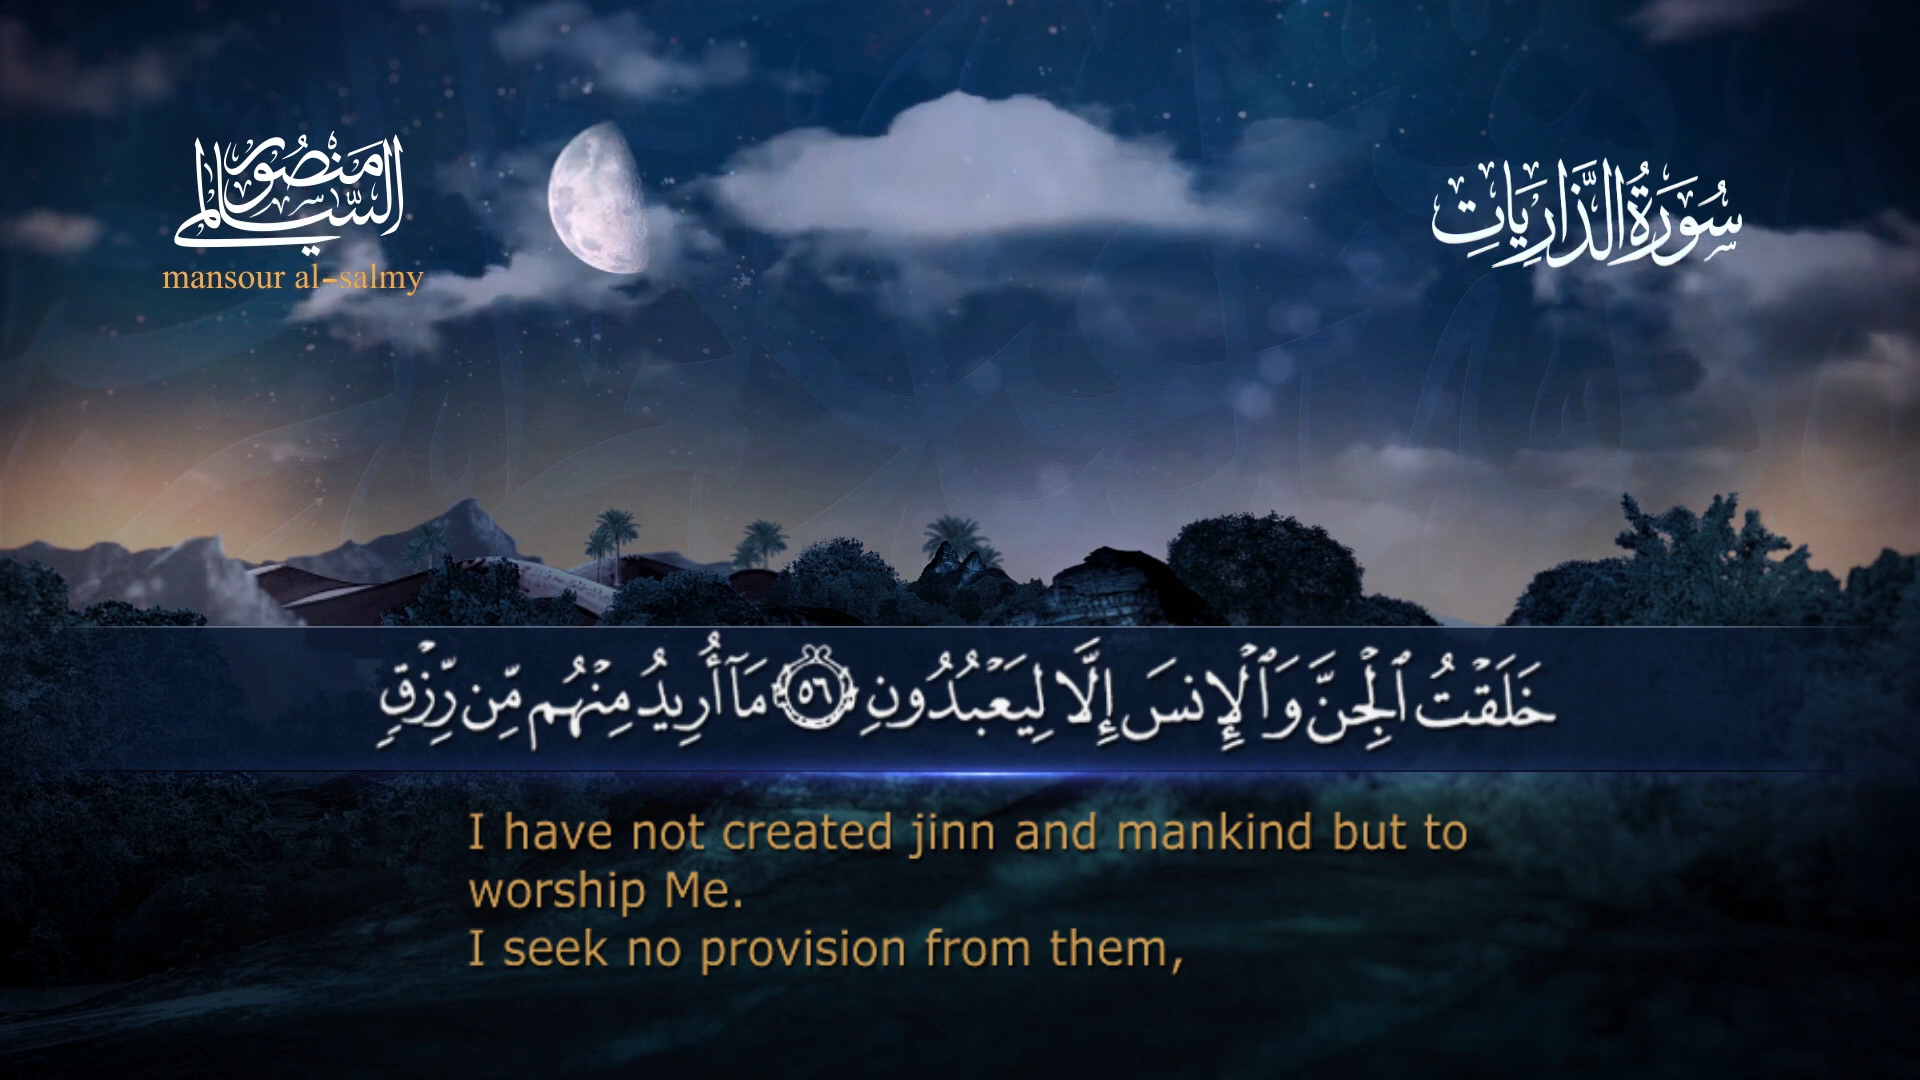 منصور السالمي
mansour al-salmy
سُورَةُ الذَّارِيَاتِ
خَلَقْتُ ٱلْجِنَّ وَٱلْإِنسَ إِلَّا لِيَعْبُدُونِ ٥٦ مَآ أُرِيدُ مِنْهُم مِّن رِّزْقٍ
I have not created jinn and mankind but to
worship Me.
I seek no provision from them,